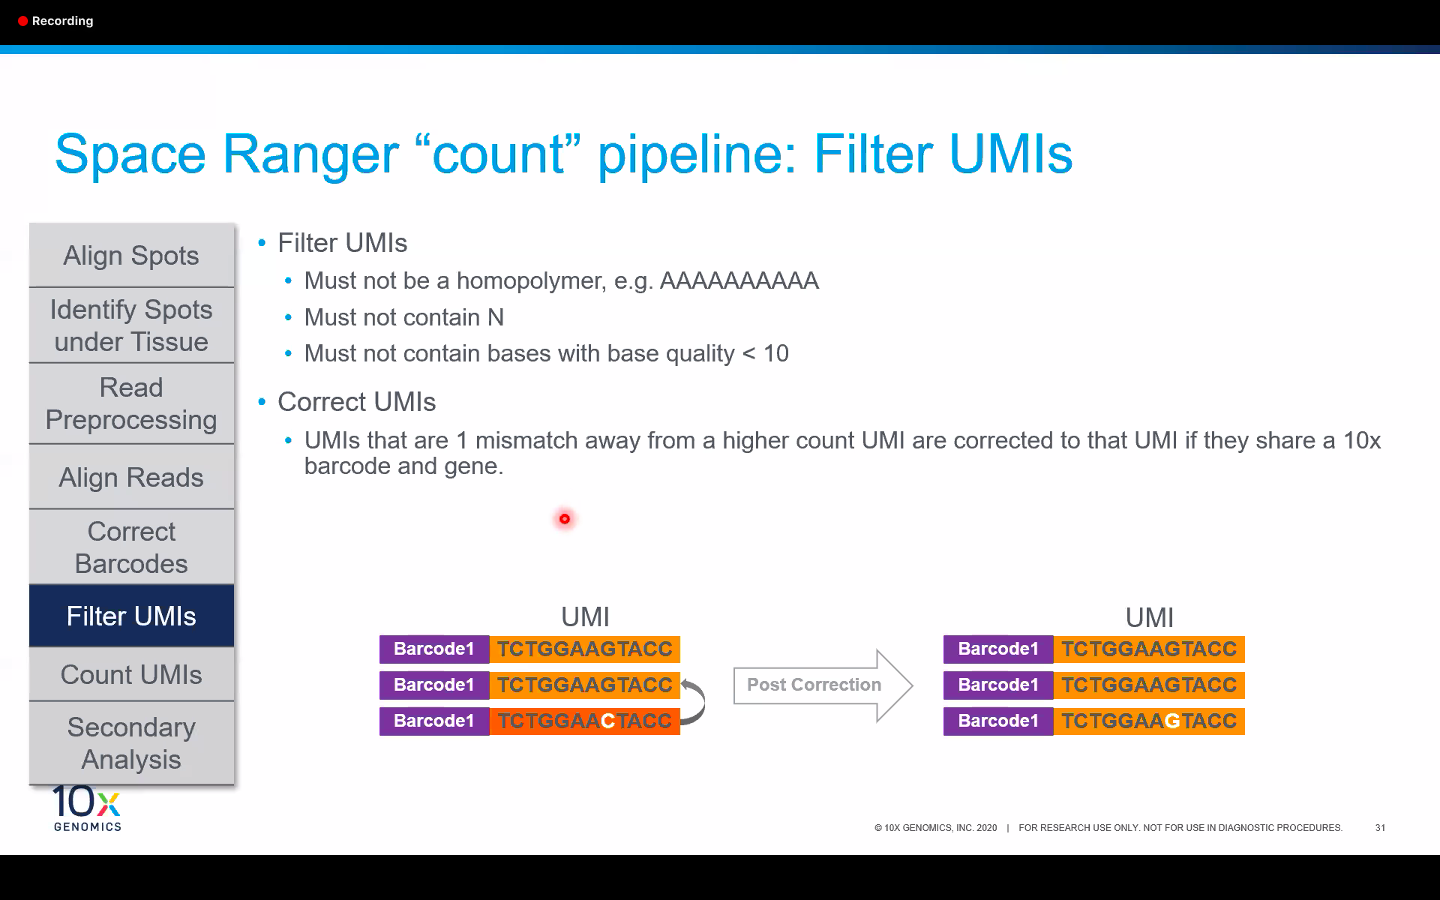 Recording
Space Ranger “count” pipeline: Filter UMIs
Align Spots
Identify Spots
under Tissue
Read
Preprocessing
Align Reads
Correct
Barcodes
Filter UMIs
Count UMIs
Secondary
Analysis
• Filter UMIs
• Must not be a homopolymer, e.g. AAAAAAAAAA
• Must not contain N
• Must not contain bases with base quality < 10
• Correct UMIs
• UMIs that are 1 mismatch away from a higher count UMI are corrected to that UMI if they share a 10x
barcode and gene.
UMI
Barcode1 TCTGGAAGTACC
Barcode1 TCTGGAAGTACC
Barcode1 TCTGGAACTACC
Post Correction
UMI
Barcode1 TCTGGAAGTACC
Barcode1 TCTGGAAGTACC
Barcode1 TCTGGAAGTACC
10x
GENOMICS
© 10X GENOMICS, INC. 2020 | FOR RESEARCH USE ONLY. NOT FOR USE IN DIAGNOSTIC PROCEDURES. 31